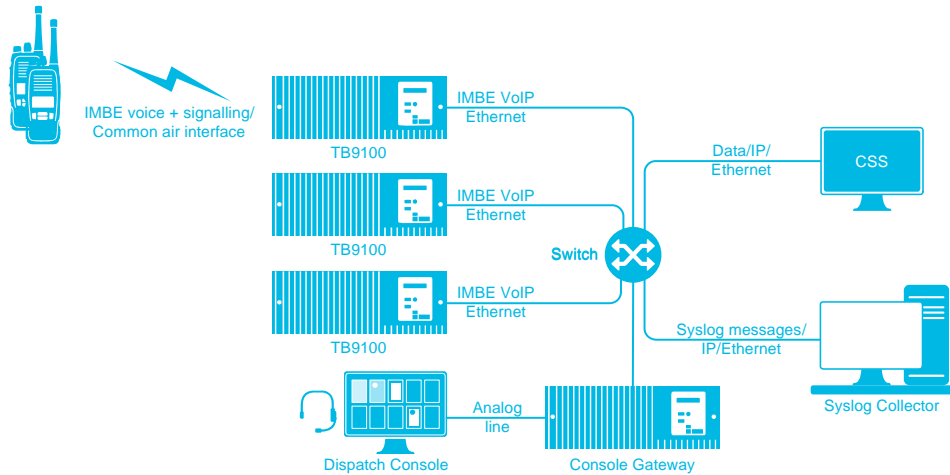 IMBE voice + signalling/
Common air interface
IMBE VoIP
Ethernet
TB9100
IMBE VoIP
Ethernet
TB9100
IMBE VoIP
Ethernet
TB9100
Switch
Data/IP/
Ethernet
CSS
Syslog messages/
IP/Ethernet
Syslog Collector
Analog
line
Dispatch Console
Console Gateway